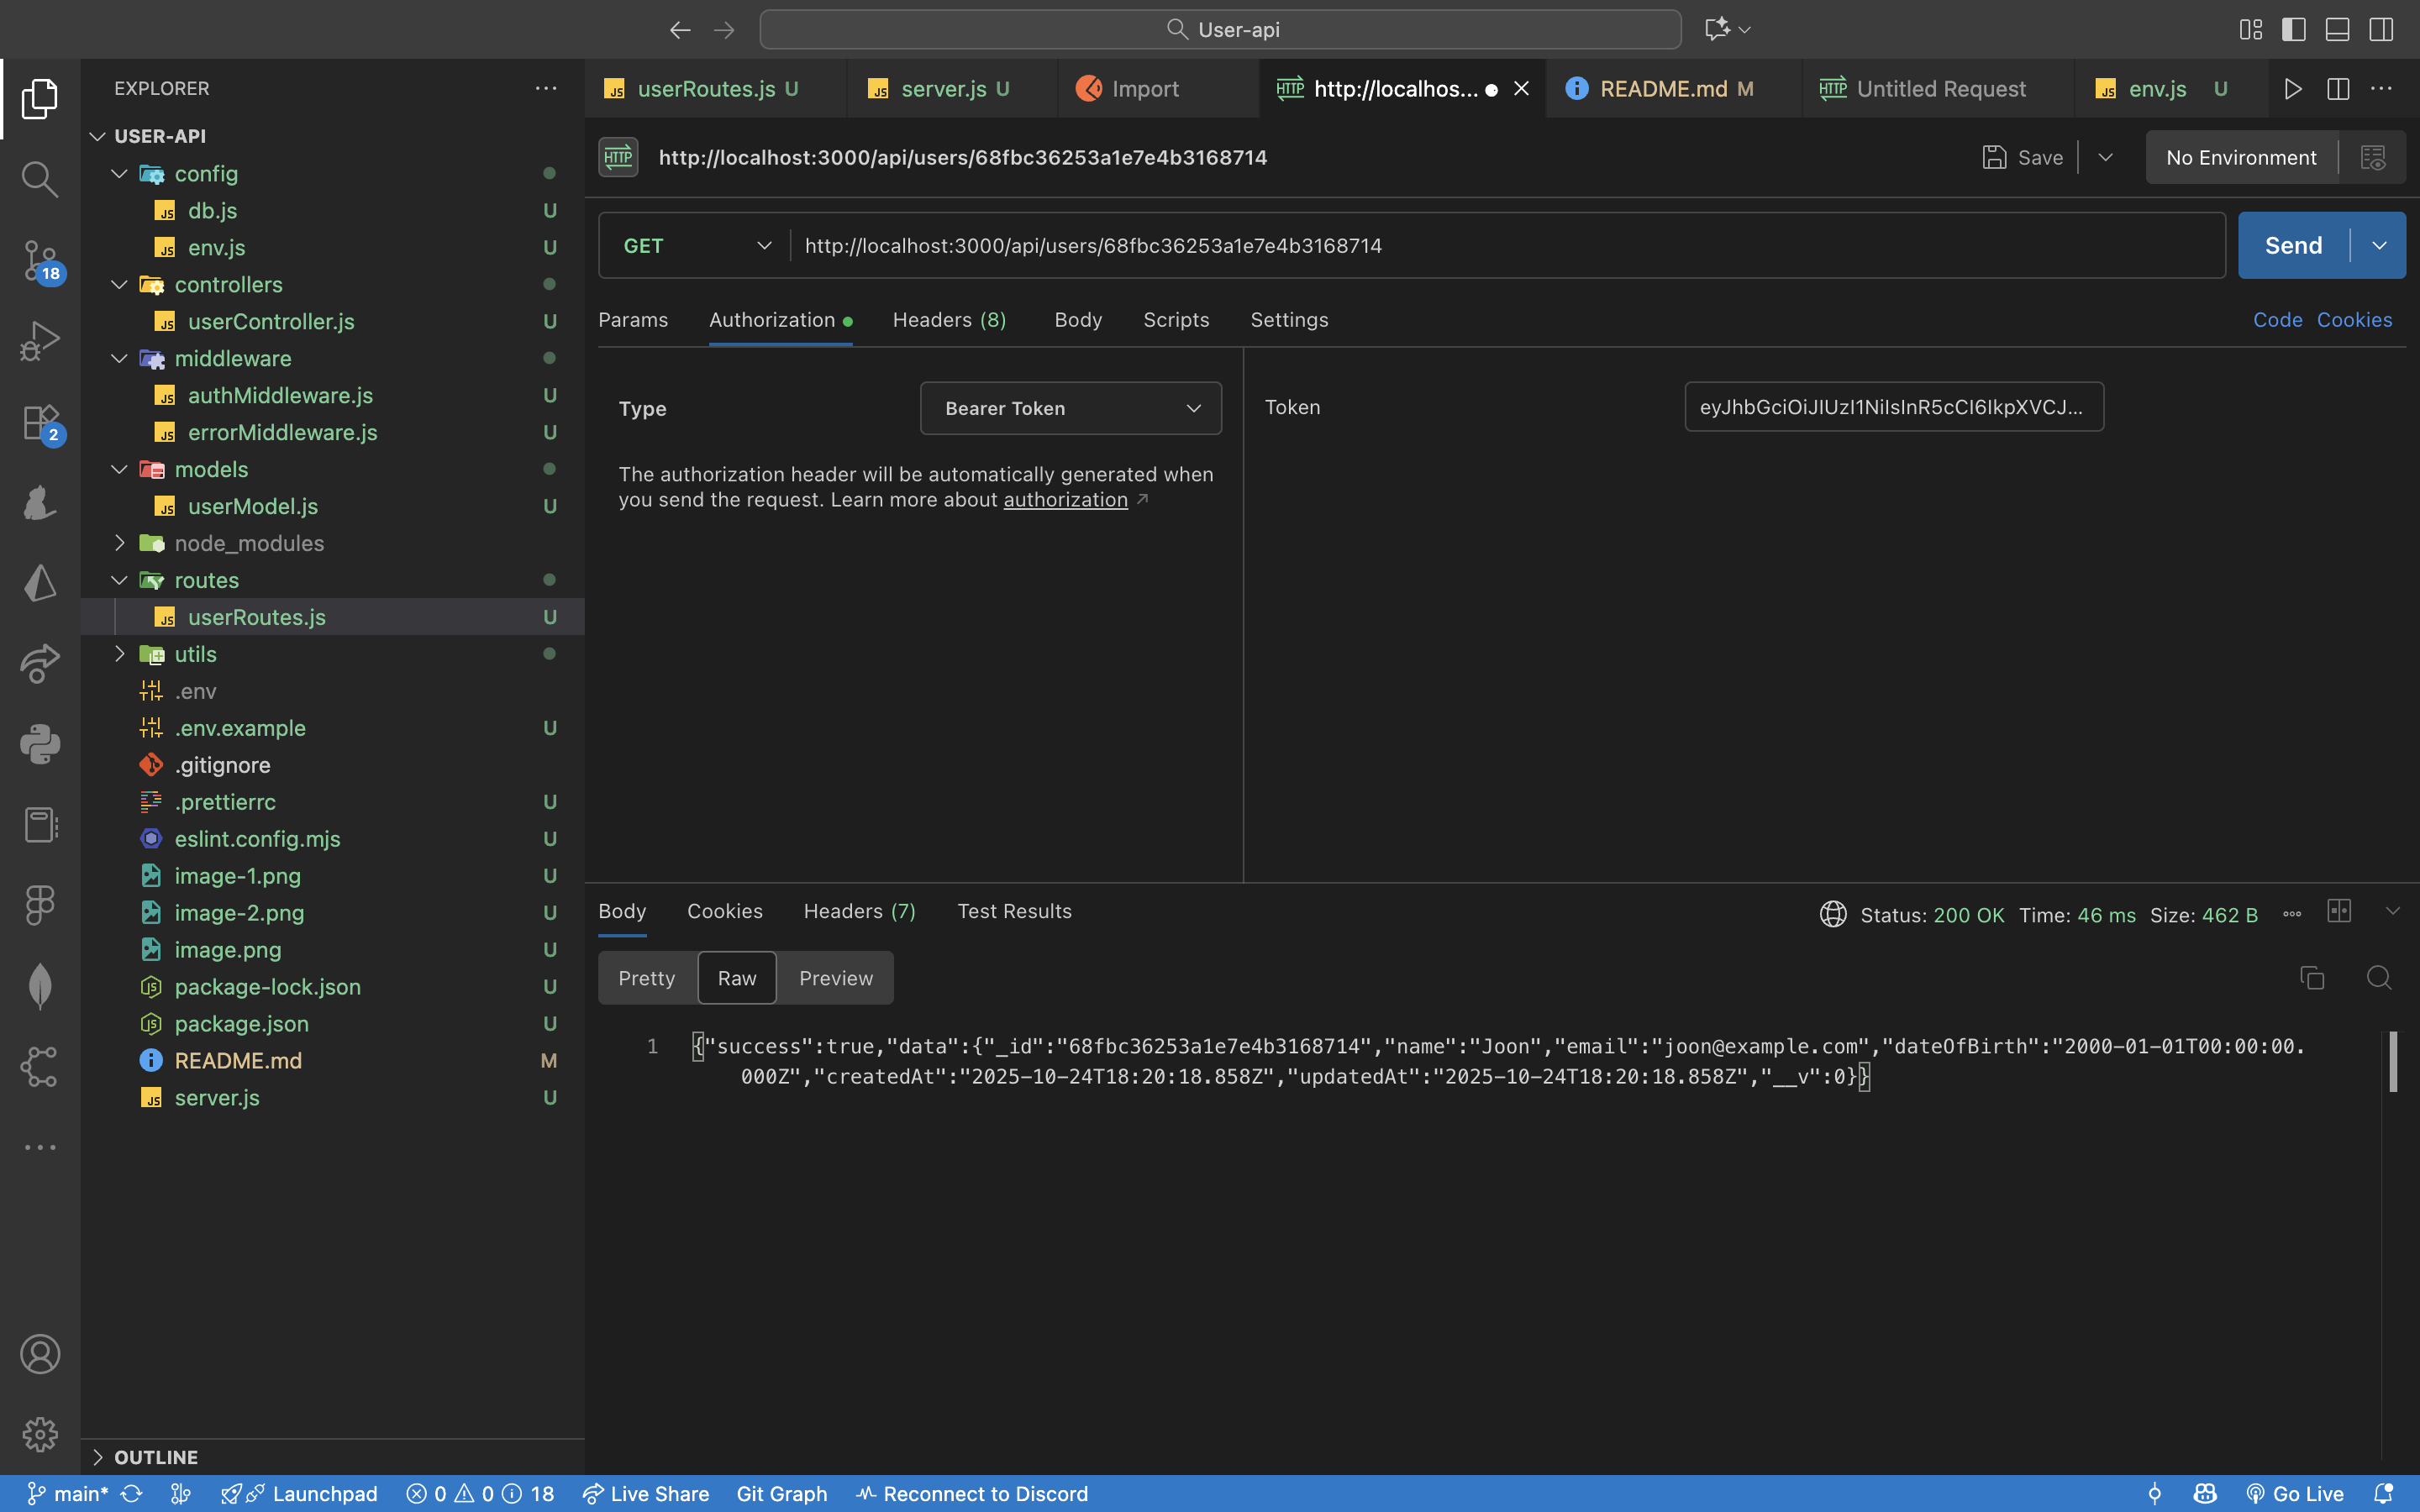 User-api
EXPLORER
USER-API
config
db.js U
env.js U
controllers
userController.js U
middleware
authMiddleware.js U
errorMiddleware.js U
models
userModel.js U
node_modules
routes
userRoutes.js U
utils
.env
.env.example U
.gitignore
.prettierrc U
eslint.config.mjs U
image-1.png U
image-2.png U
image.png U
package-lock.json U
package.json U
README.md M
server.js U
OUTLINE
18
2
JS userRoutes.js U
JS server.js U
Import
HTTP http://localhos...
README.md M
HTTP Untitled Request
JS env.js U
HTTP http://localhost:3000/api/users/68fbc36253a1e7e4b3168714
Save
No Environment
GET http://localhost:3000/api/users/68fbc36253a1e7e4b3168714
Send
Params Authorization Headers (8) Body Scripts Settings
Code Cookies
Type Bearer Token
The authorization header will be automatically generated when
you send the request. Learn more about authorization
Token eyJhbGciOiJIUzI1NiIsInR5cCI6IkpXVCJ...
Body Cookies Headers (7) Test Results
Status: 200 OK Time: 46 ms Size: 462 B
Pretty Raw Preview
1 {"success":true,"data":{"_id":"68fbc36253a1e7e4b3168714","name":"Joon","email":"joon@example.com","dateOfBirth":"2000-01-01T00:00:00.
000Z","createdAt":"2025-10-24T18:20:18.858Z","updatedAt":"2025-10-24T18:20:18.858Z","__v":0}}
main* Launchpad 0 0 18 Live Share Git Graph Reconnect to Discord
Go Live